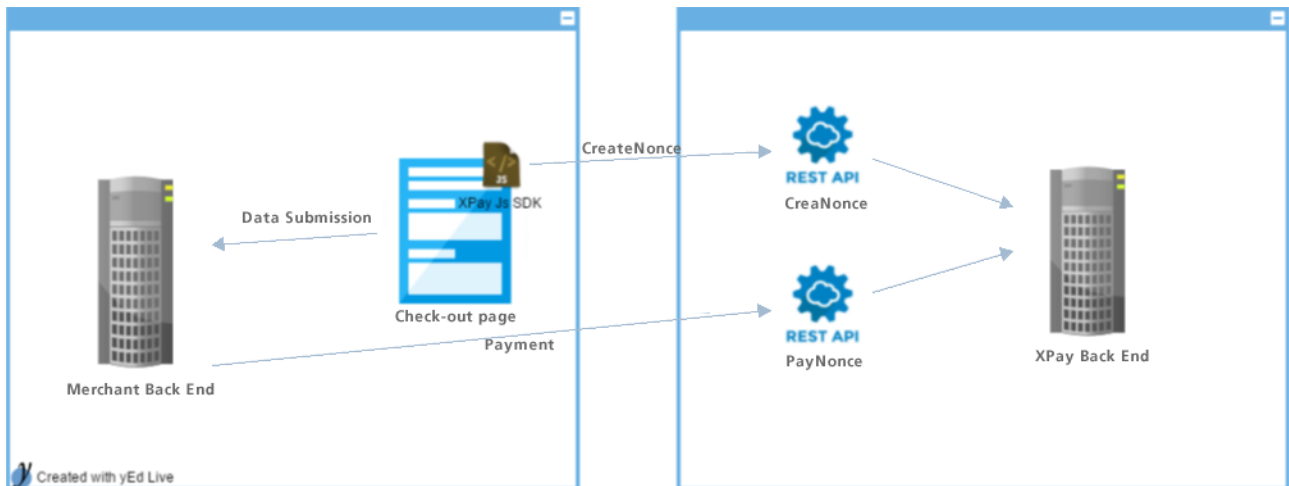 CreateNonce
</>
JS
XPay Js SDK
REST API
CreaNonce
Data Submission
Check-out page
Payment
REST API
PayNonce
XPay Back End
Merchant Back End
y Created with yEd Live